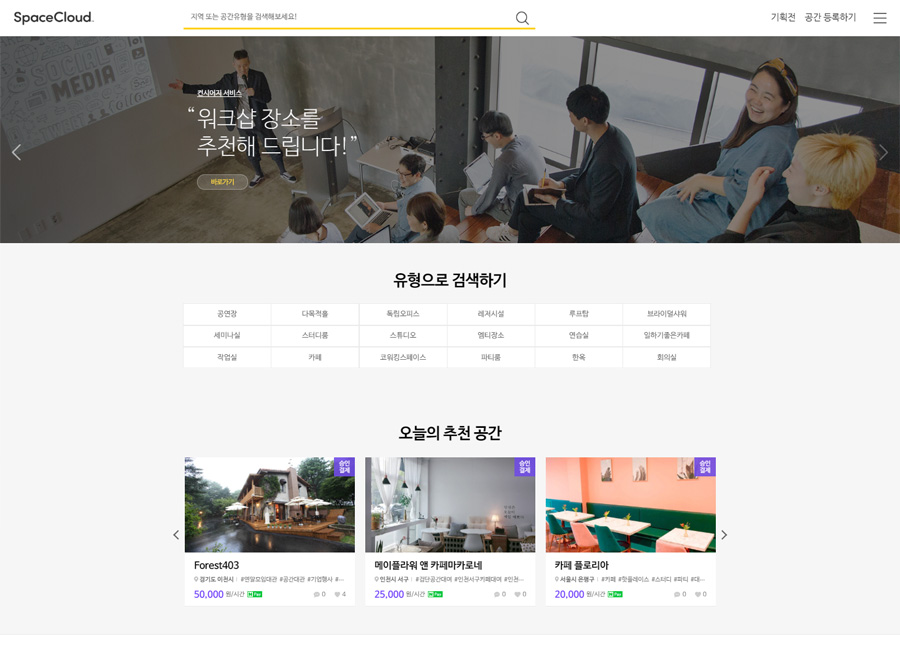 SpaceCloud.
지역 또는 공간유형을 검색해보세요!
기획전 공간 등록하기
SOCIAL
MEDIA
Follow
컨시어지 서비스
“워크샵 장소를
추천해 드립니다!”
바로가기
유형으로 검색하기
공연장 다목적홀 독립오피스 레저시설 루프탑 브라이덜샤워
세미나실 스터디룸 스튜디오 엠티장소 연습실 일하기좋은카페
작업실 카페 코워킹스페이스 파티룸 한옥 회의실
오늘의 추천 공간
승인
결제
승인
결제
승인
결제
Forest403 메이플라워 앤 카페마카로네 카페 플로리아
경기도 이천시 | #연말모임대관 #공간대관 #기업행사 #··· 인천시 서구 | #검단공간대여 #인천서구카페대여 #인천··· 서울시 은평구 | #카페 #핫플레이스 #스터디 #파티 #대···
50,000 원/시간 N Pay 0 4 25,000 원/시간 N Pay 0 0 20,000 원/시간 N Pay 0 0